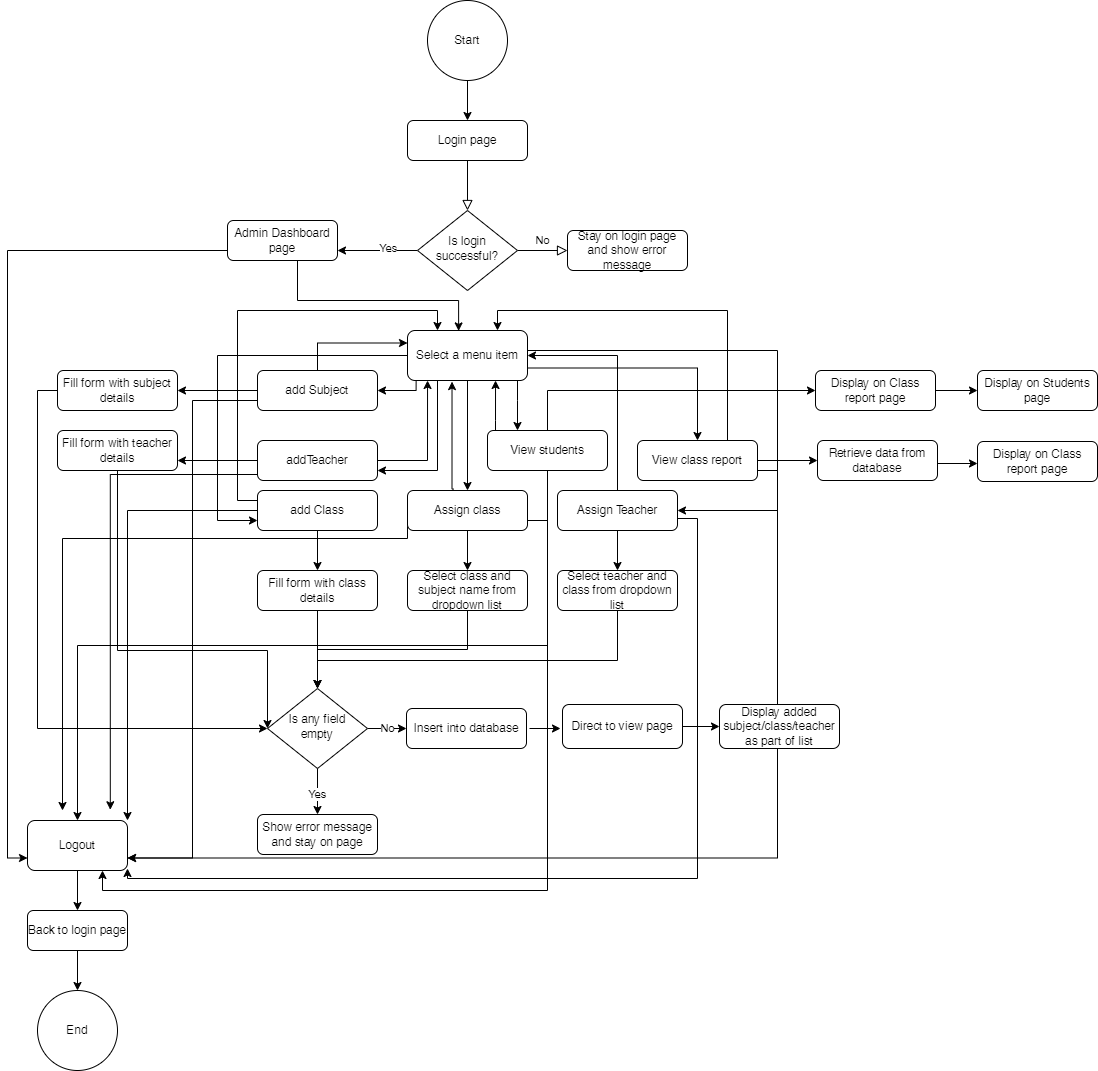 Start
Login page
Is login
successful?
Yes
No
Admin Dashboard
page
Stay on login page
and show error
message
Select a menu item
Fill form with subject
details
add Subject
Display on Class
report page
Display on Students
page
Fill form with teacher
details
addTeacher
View students
View class report
Retrieve data from
database
Display on Class
report page
add Class
Assign class
Assign Teacher
Fill form with class
details
Select class and
subject name from
dropdown list
Select teacher and
class from dropdown
list
Is any field
empty
No
Insert into database
Direct to view page
Display added
subject/class/teacher
as part of list
Yes
Show error message
and stay on page
Logout
Back to login page
End